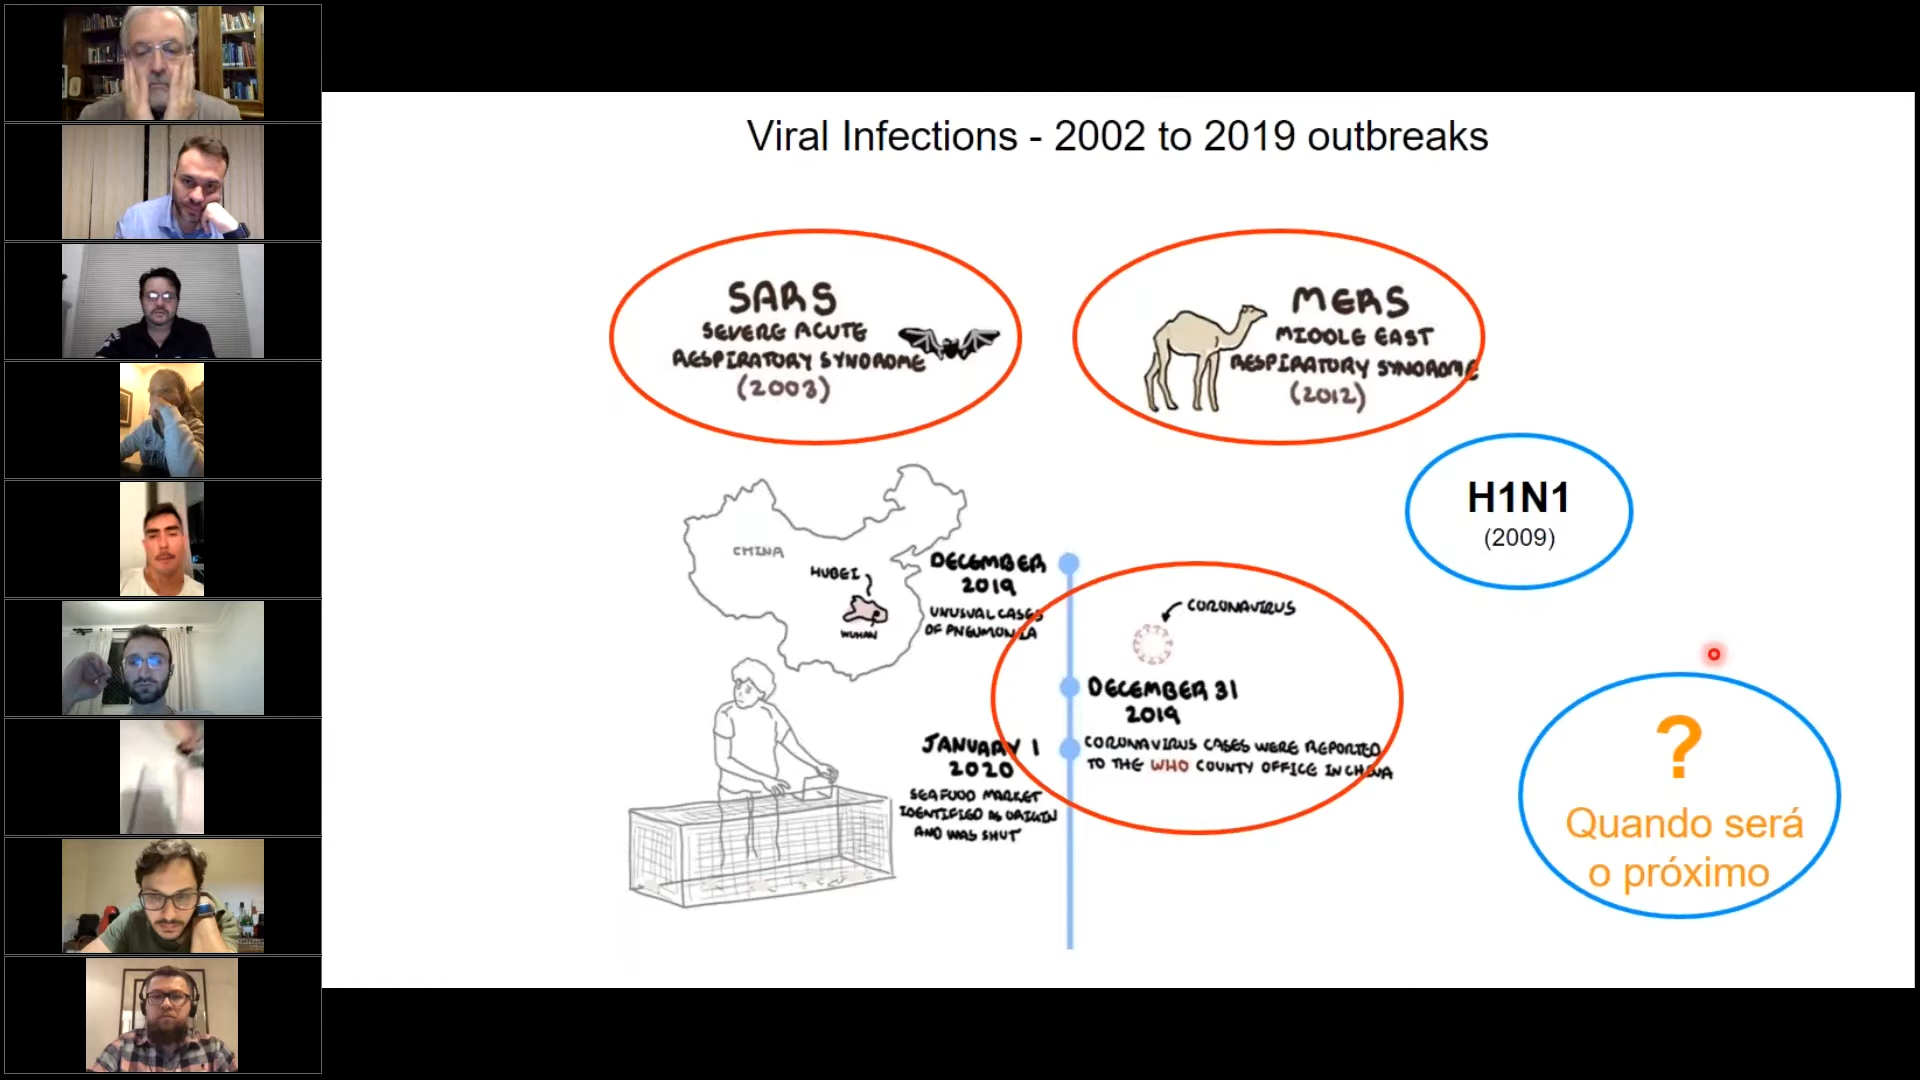 Viral Infections - 2002 to 2019 outbreaks
SARS
SEVERE ACUTE
RESPIRATORY SYNDROME
(2003)
MERS
MIDDLE EAST
RESPIRATORY SYNDROME
(2012)
H1N1
(2009)
CHINA
HUBEI
WUHAN
DECEMBER
2019
UNUSUAL CASES
OF PNEUMONIA
CORONAVIRUS
DECEMBER 31
2019
CORONAVIRUS CASES WERE REPORTED
TO THE WHO COUNTY OFFICE IN CHINA
JANUARY 1
2020
SEAFOOD MARKET
IDENTIFIED AS ORIGIN
AND WAS SHUT
?
Quando será
o próximo